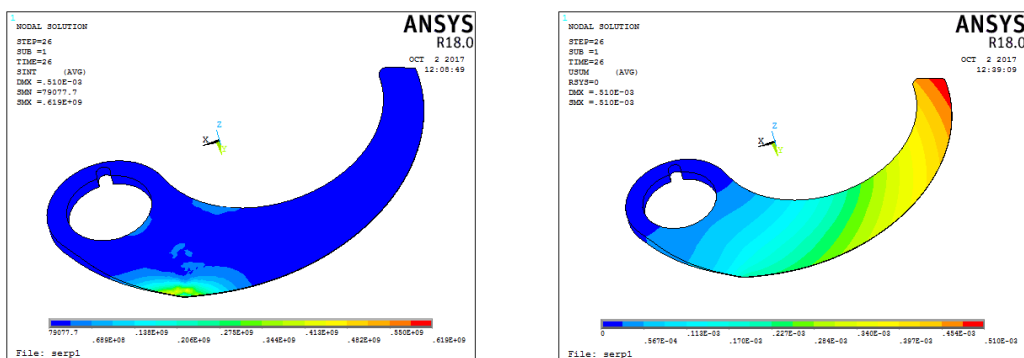 1
NODAL SOLUTION
ANSYS
R18.0
STEP=26
SUB =1
TIME=26
SINT (AVG)
DMX =.510E-03
SMN =79077.7
SMX =.619E+09
OCT 2 2017
12:08:49
Z
X
Y
79077.7 .138E+09 .275E+09 .413E+09 .550E+09
.688E+08 .206E+09 .344E+09 .482E+09 .619E+09
File: serp1
1
NODAL SOLUTION
ANSYS
R18.0
STEP=26
SUB =1
TIME=26
USUM (AVG)
RSYS=0
DMX =.510E-03
SMX =.510E-03
OCT 2 2017
12:39:09
Z
X
Y
0 .113E-03 .227E-03 .340E-03 .454E-03
.567E-04 .170E-03 .284E-03 .397E-03 .510E-03
File: serp1